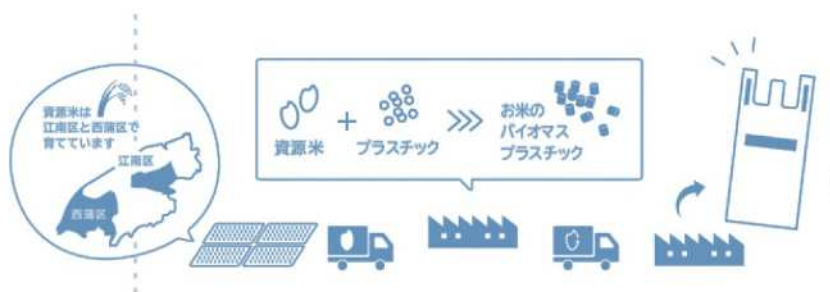 資源米は
江南区と西蒲区で
育てています
江南区
西蒲区
資源米
+
プラスチック
お米の
バイオマス
プラスチック